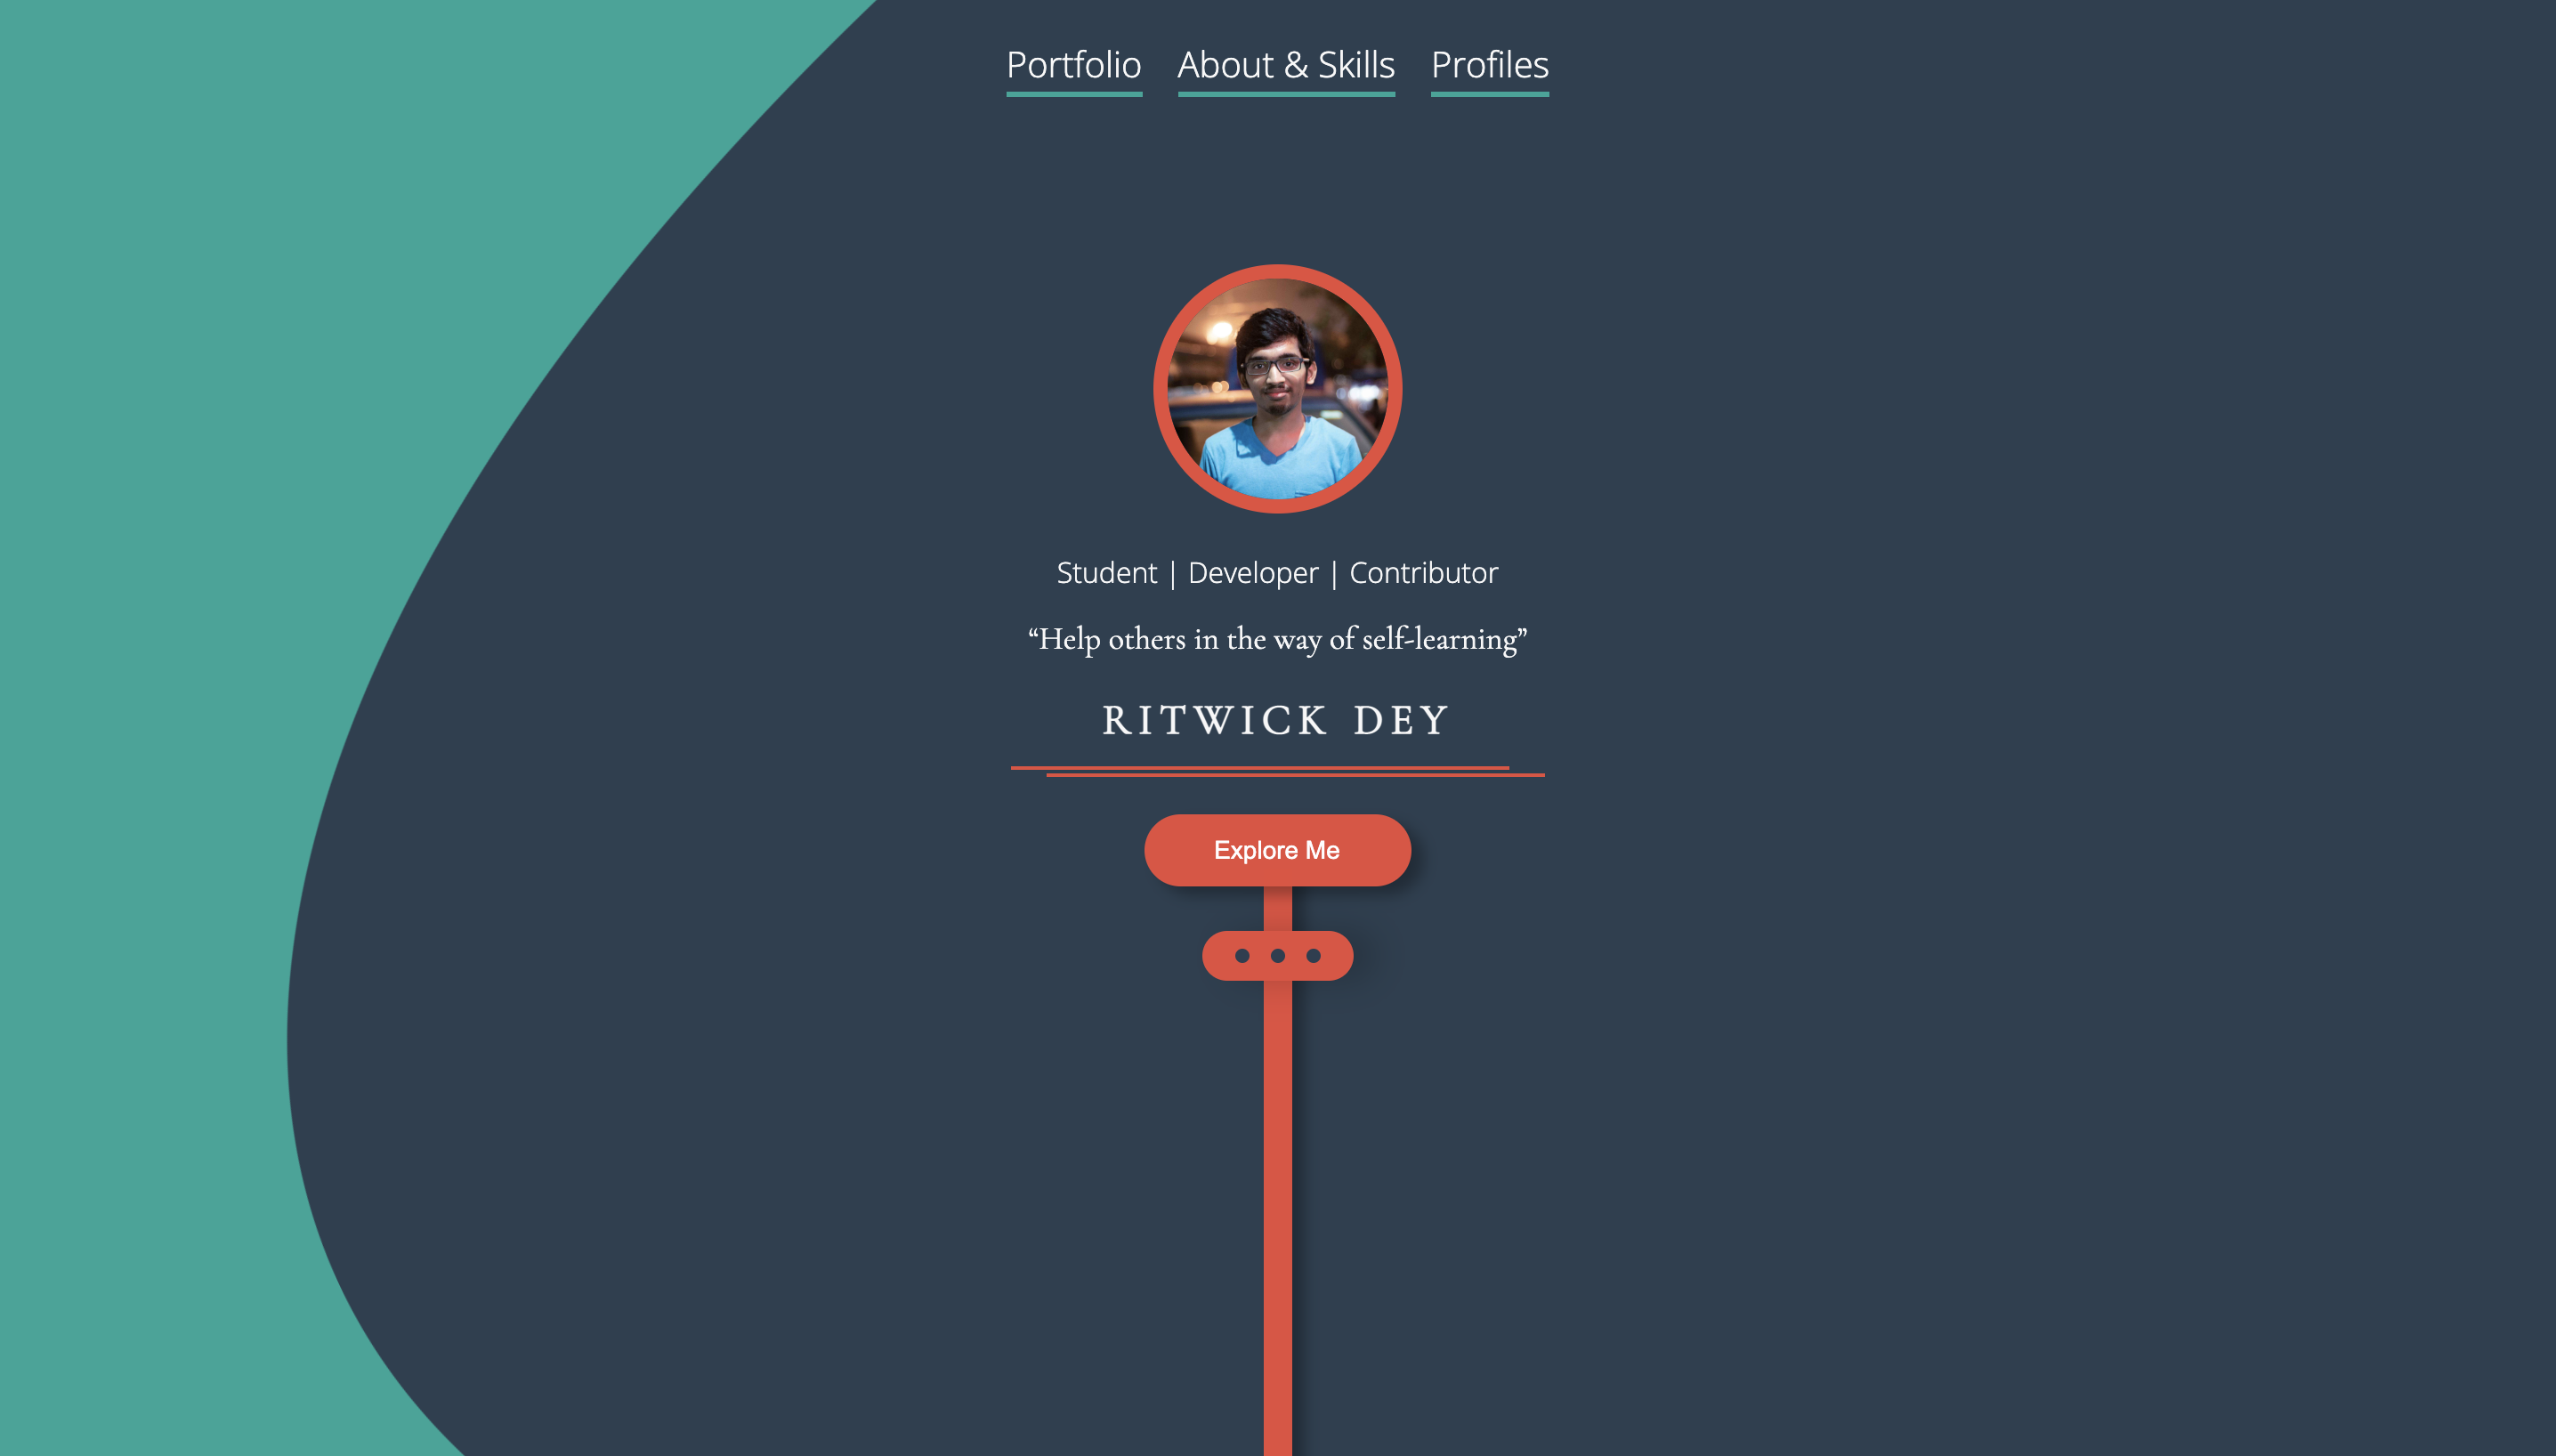 Portfolio About & Skills Profiles
Student | Developer | Contributor
“Help others in the way of self-learning”
RITWICK DEY
Explore Me